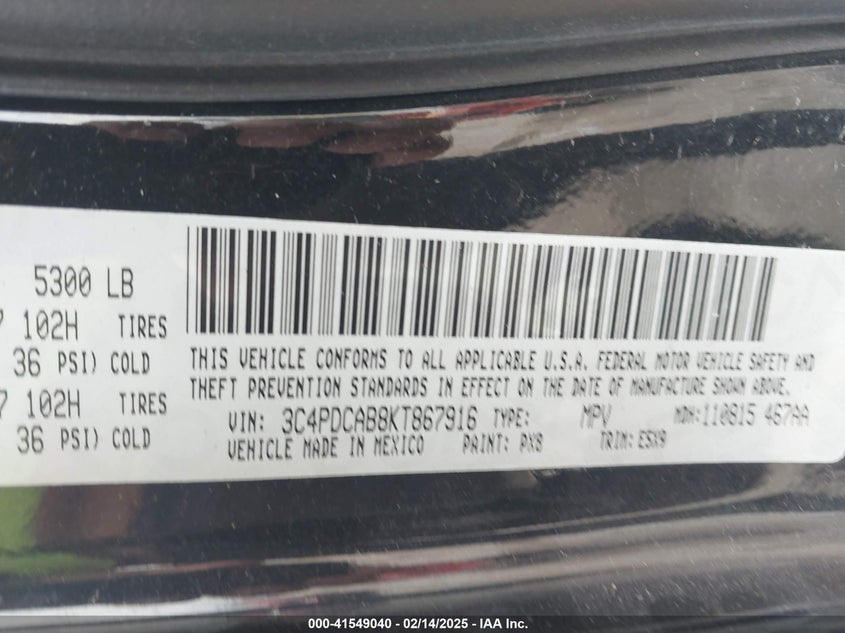 5300 LB
102H TIRES
36 PSI) COLD
102H TIRES
36 PSI) COLD
THIS VEHICLE CONFORMS TO ALL APPLICABLE U.S.A. FEDERAL MOTOR VEHICLE SAFETY AND
THEFT PREVENTION STANDARDS IN EFFECT ON THE DATE OF MANUFACTURE SHOWN ABOVE.
VIN: 3C4PDCAB8KT867916 TYPE: MPV MDH:110815 467AA
VEHICLE MADE IN MEXICO PAINT: PX8 TRIM: E5X9
000-41549040 - 02/14/2025 - IAA Inc.